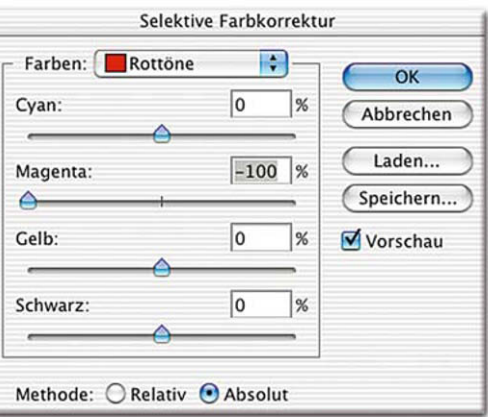 Selektive Farbkorrektur
Farben: Rottöne
Cyan: 0 %
Magenta: -100 %
Gelb: 0 %
Schwarz: 0 %
Methode: Relativ Absolut
OK
Abbrechen
Laden...
Speichern...
Vorschau